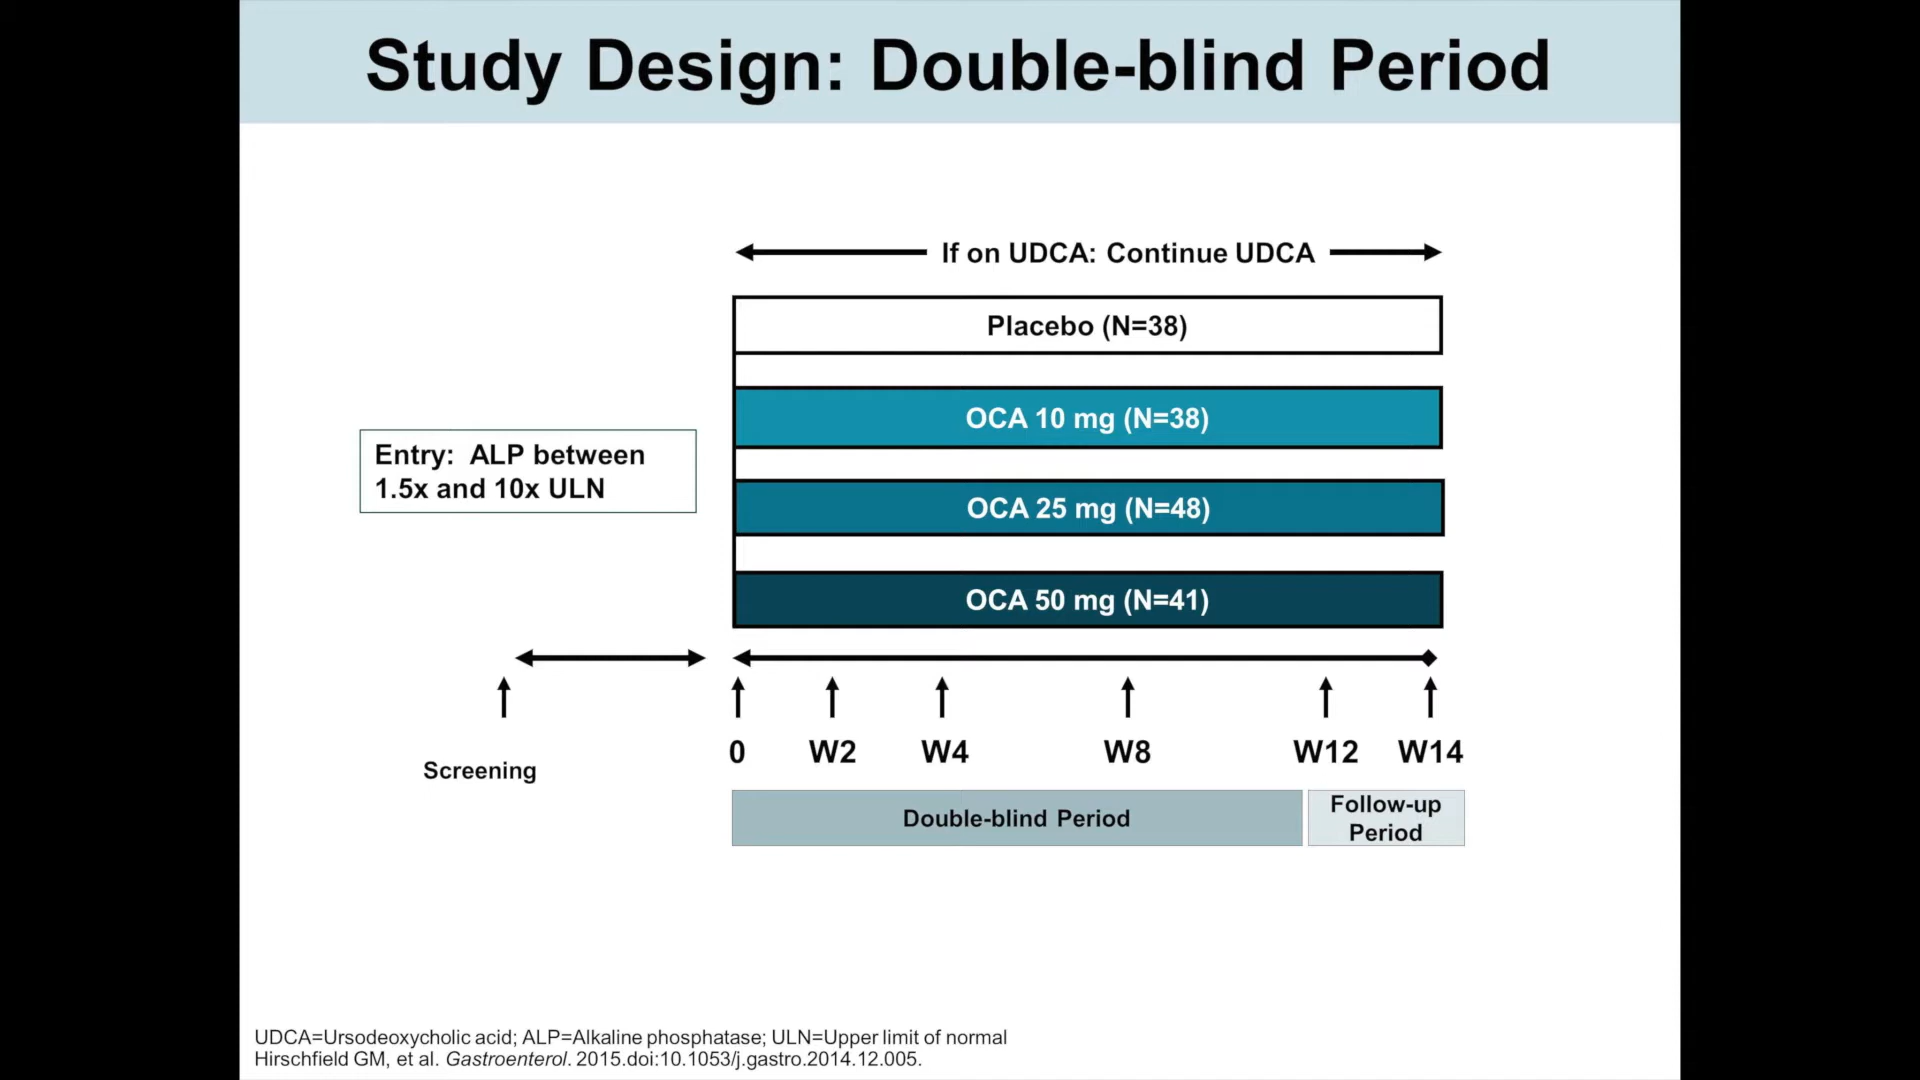 Study Design: Double-blind Period
If on UDCA: Continue UDCA
Placebo (N=38)
OCA 10 mg (N=38)
Entry: ALP between
1.5x and 10x ULN
OCA 25 mg (N=48)
OCA 50 mg (N=41)
0 W2 W4 W8 W12 W14
Screening
Double-blind Period
Follow-up
Period
UDCA=Ursodeoxycholic acid; ALP=Alkaline phosphatase; ULN=Upper limit of normal
Hirschfield GM, et al. Gastroenterol. 2015.doi:10.1053/j.gastro.2014.12.005.